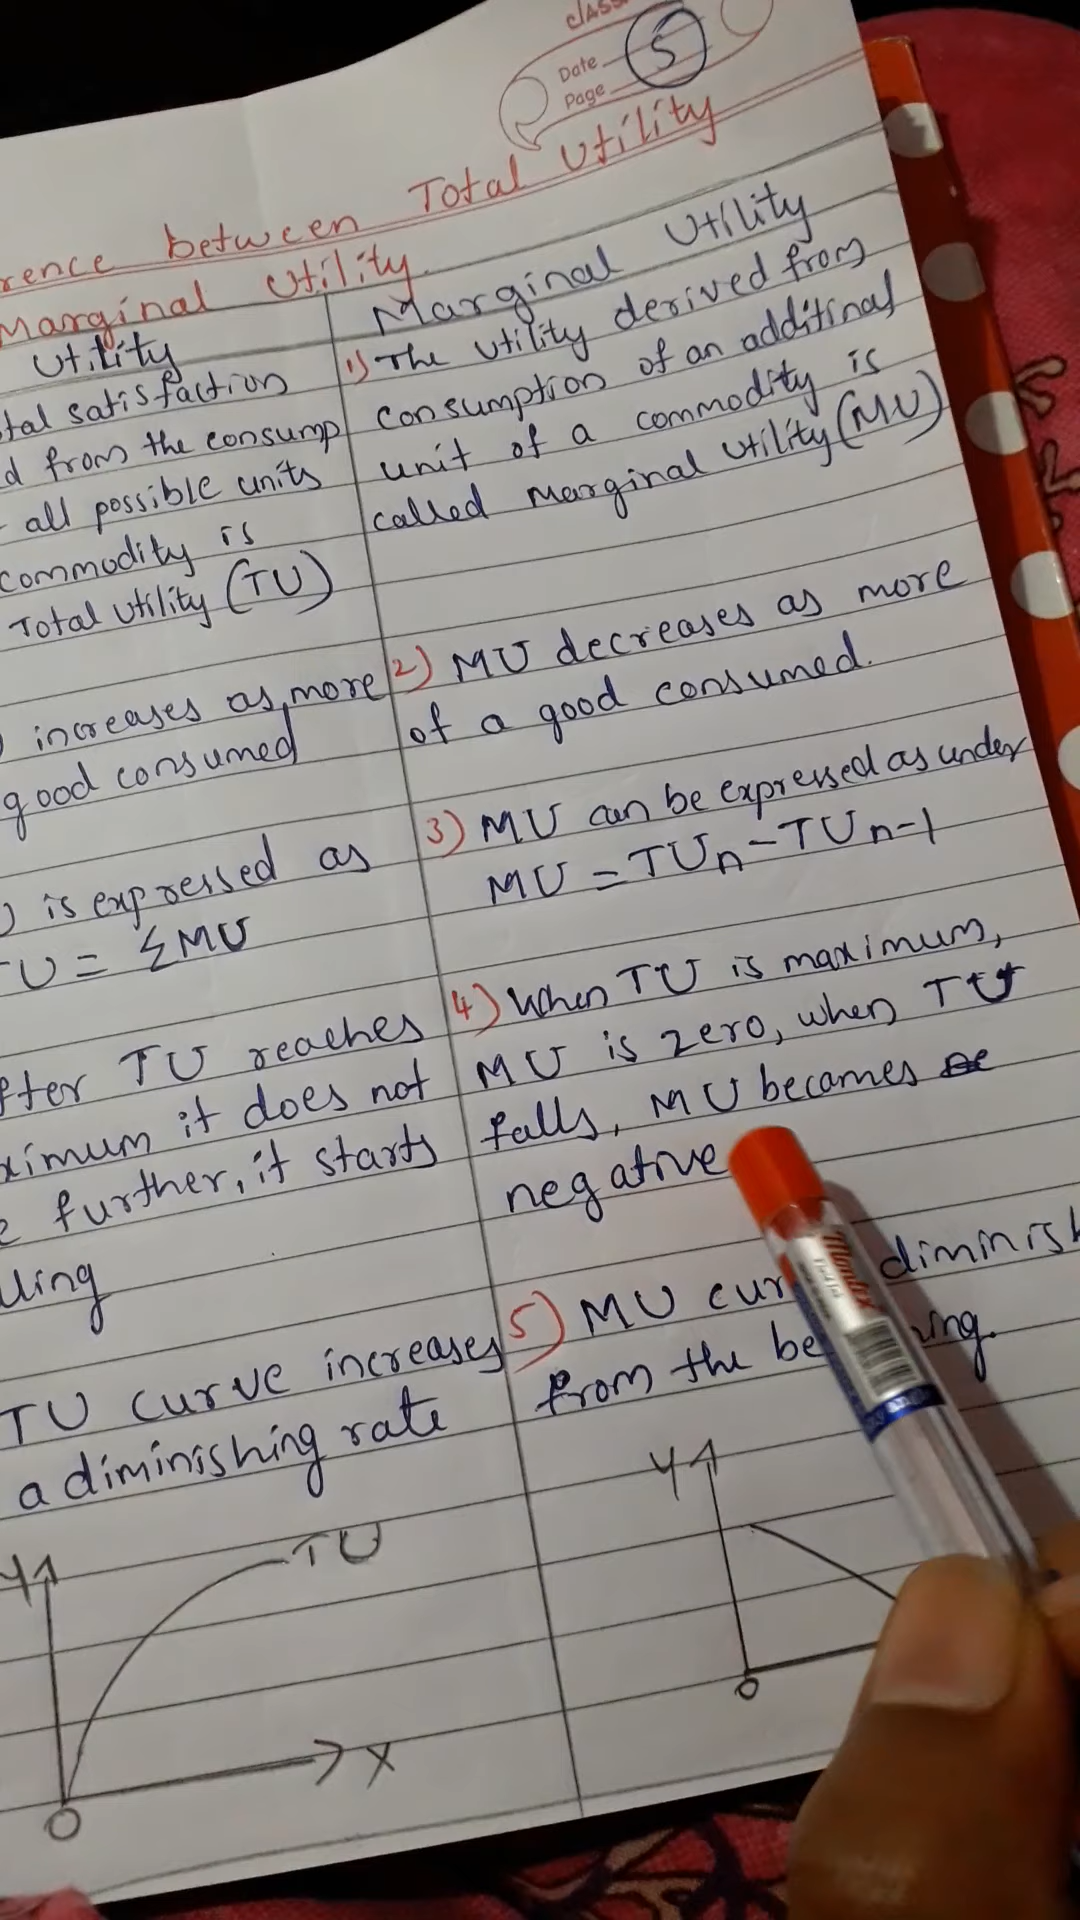 class
Date
Page
5
rence between Total Utility
Marginal Utility
Utility
tal satisfaction
d from the consump
all possible units
commodity is
Total utility (TU)
increases as more
good consumed
U is expressed as
TU = ΣMU
fter TU reaches
ximum it does not
e further, it starts
lling
TU curve increases
a diminishing rate
Y
TU
X
O
Marginal Utility
1) The utility derived from
consumption of an additinal
unit of a commodity is
called Marginal utility (MU)
2) MU decreases as more
of a good consumed.
3) MU can be expressed as under
MU = TUn - TUn-1
4) When TU is maximum,
MU is zero, when TU
falls, MU becames
negative
5) MU cur diminish
from the be ing.
Y
O
Montex